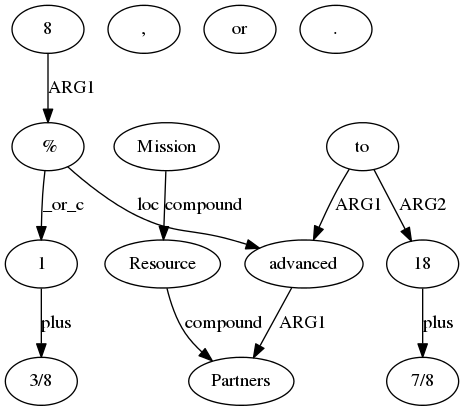 8 , or .
ARG1
% Mission to
_or_c loc compound ARG1 ARG2
1 Resource advanced 18
plus compound ARG1 plus
3/8 Partners 7/8